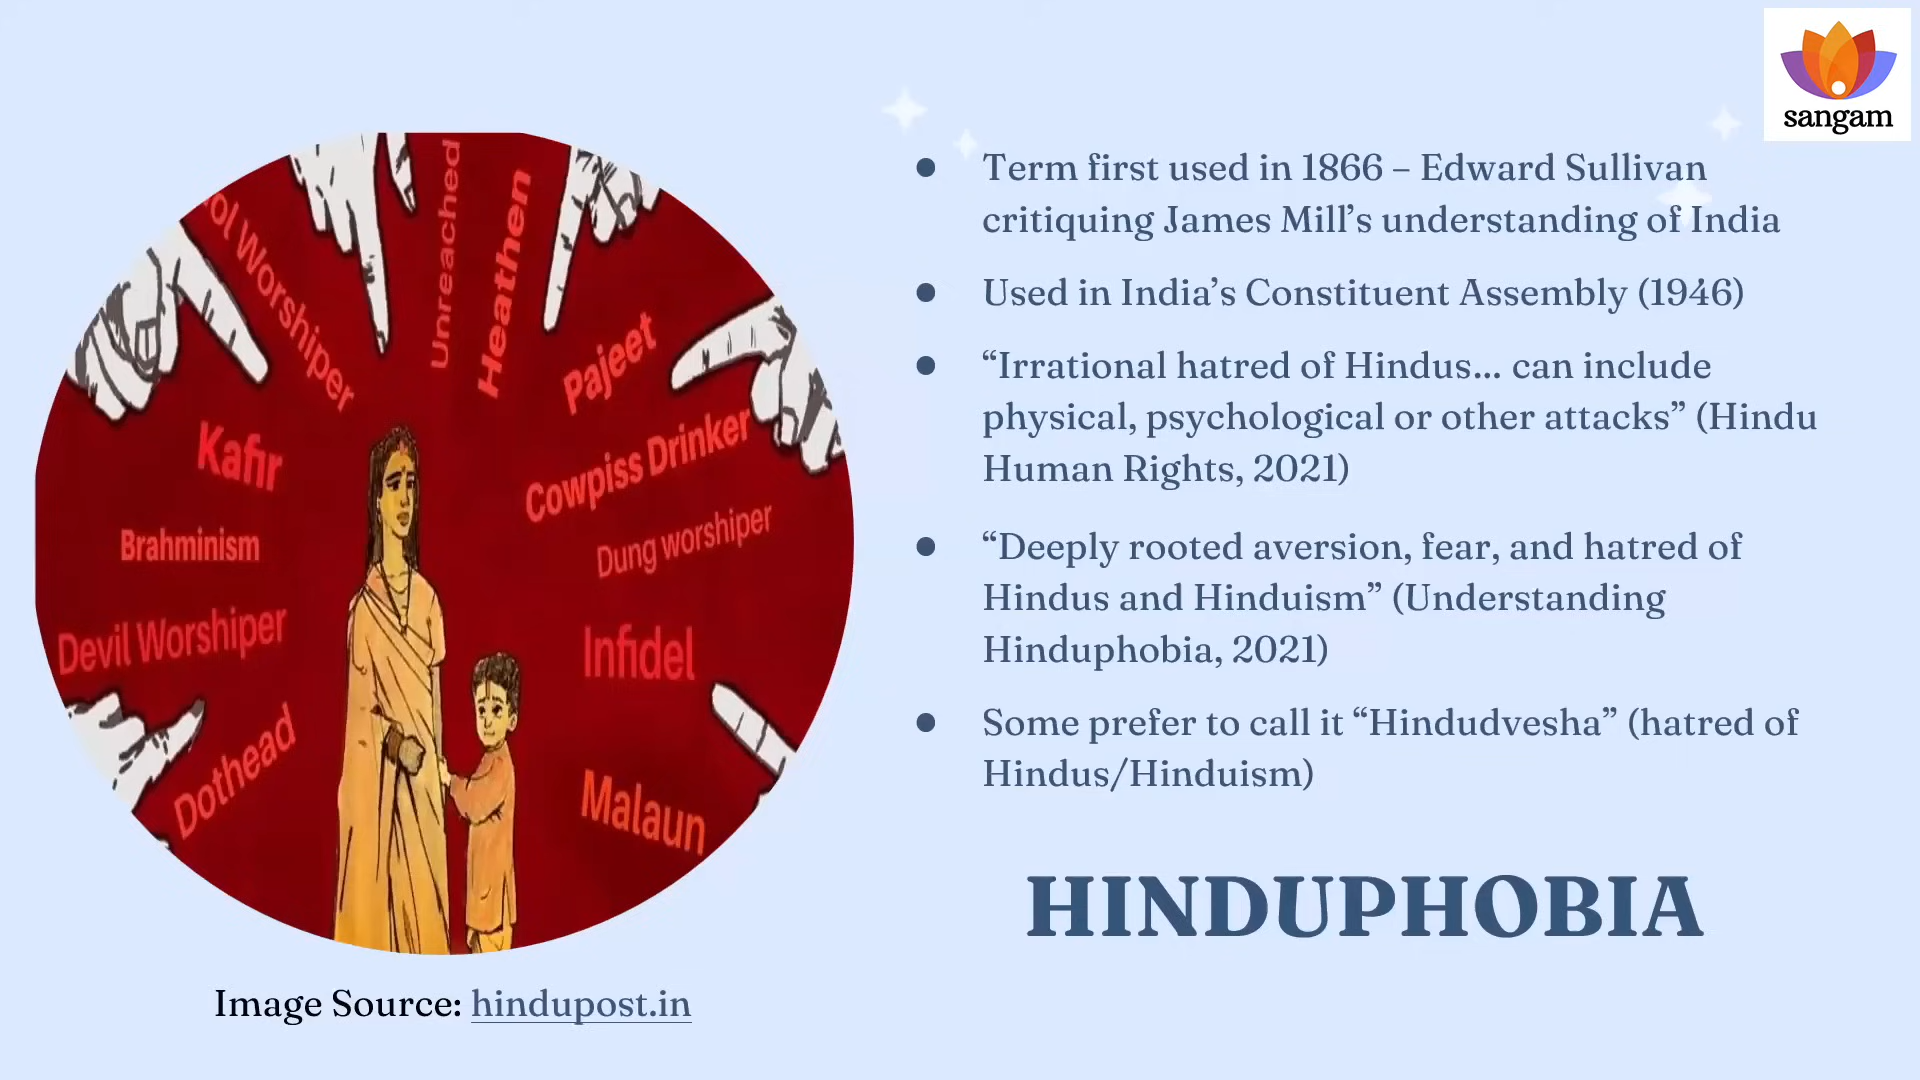 sangam
Term first used in 1866 – Edward Sullivan
critiquing James Mill’s understanding of India
Used in India’s Constituent Assembly (1946)
“Irrational hatred of Hindus... can include
physical, psychological or other attacks” (Hindu
Human Rights, 2021)
“Deeply rooted aversion, fear, and hatred of
Hindus and Hinduism” (Understanding
Hinduphobia, 2021)
Some prefer to call it “Hindudvesha” (hatred of
Hindus/Hinduism)
HINDUPHOBIA
ol Worshiper
Unreached
Heathen
Pajeet
Kafir
Cowpiss Drinker
Brahminism
Dung worshiper
Devil Worshiper
Infidel
Dothead
Malaun
Image Source: hindupost.in